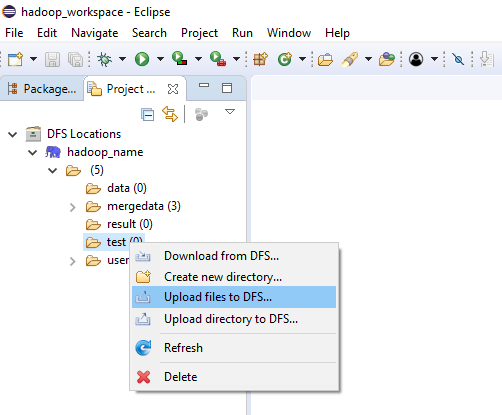 hadoop_workspace - Eclipse
File Edit Navigate Search Project Run Window Help
Package... Project ...
DFS Locations
hadoop_name
(5)
data (0)
mergedata (3)
result (0)
test (0)
user
Download from DFS...
Create new directory...
Upload files to DFS...
Upload directory to DFS...
Refresh
Delete